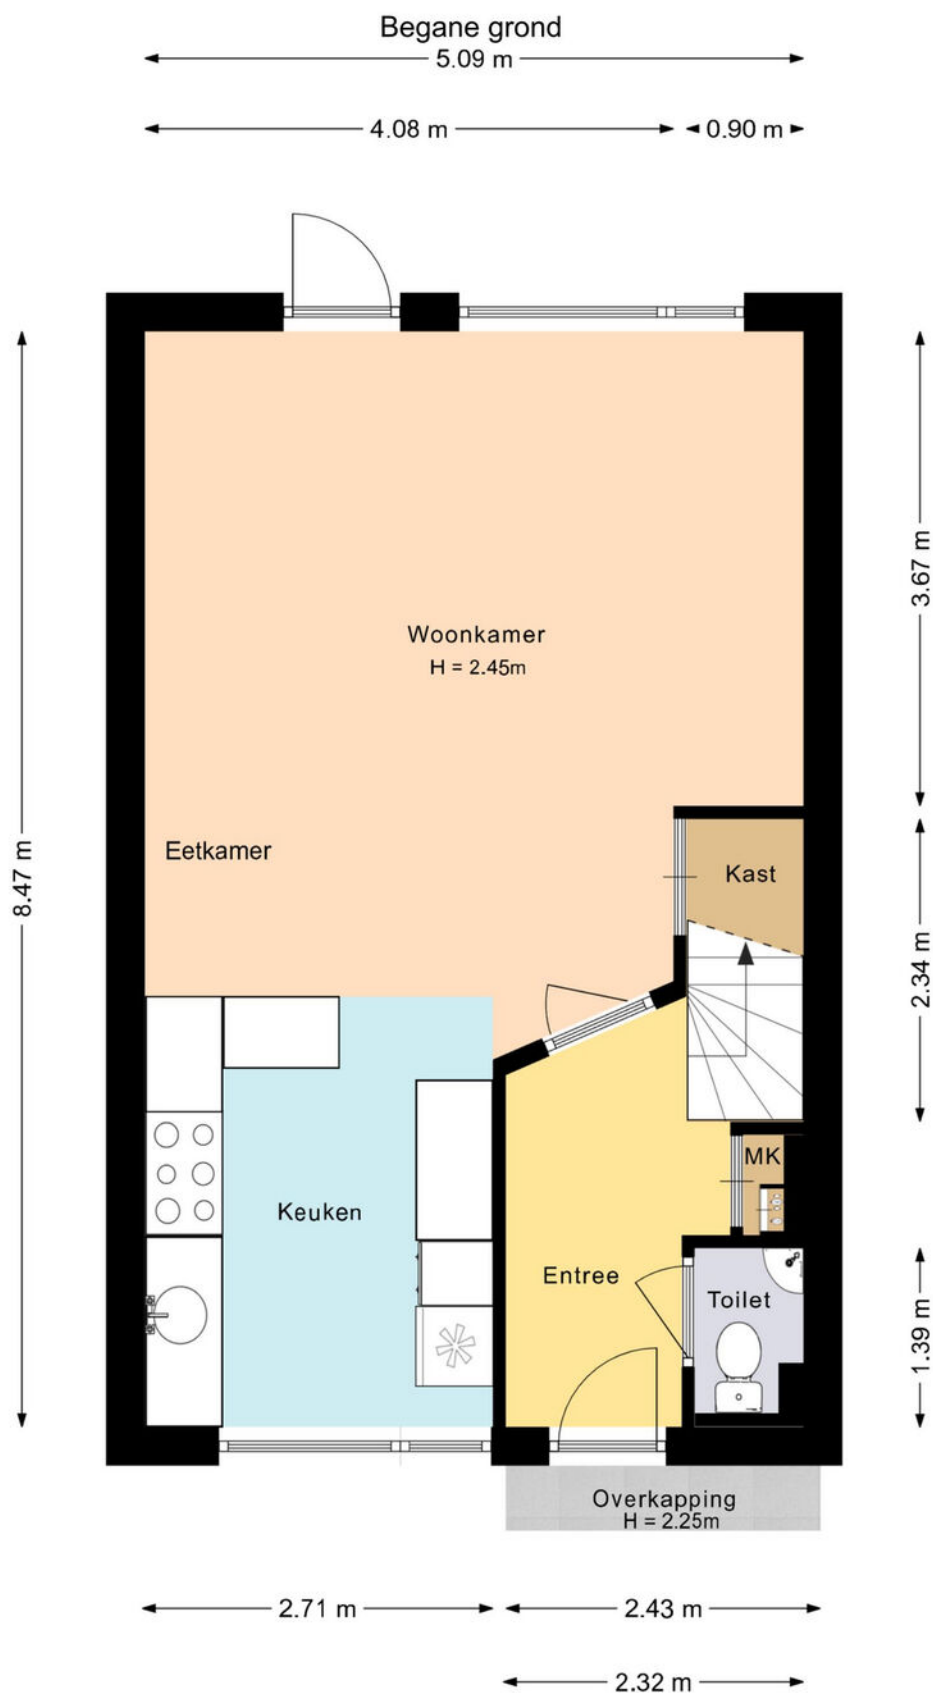 Begane grond
5.09 m
4.08 m
0.90 m
3.67 m
Woonkamer
H = 2.45m
Eetkamer
Kast
8.47 m
2.34 m
MK
Keuken
Entree
Toilet
1.39 m
Overkapping
H = 2.25m
2.71 m
2.43 m
2.32 m